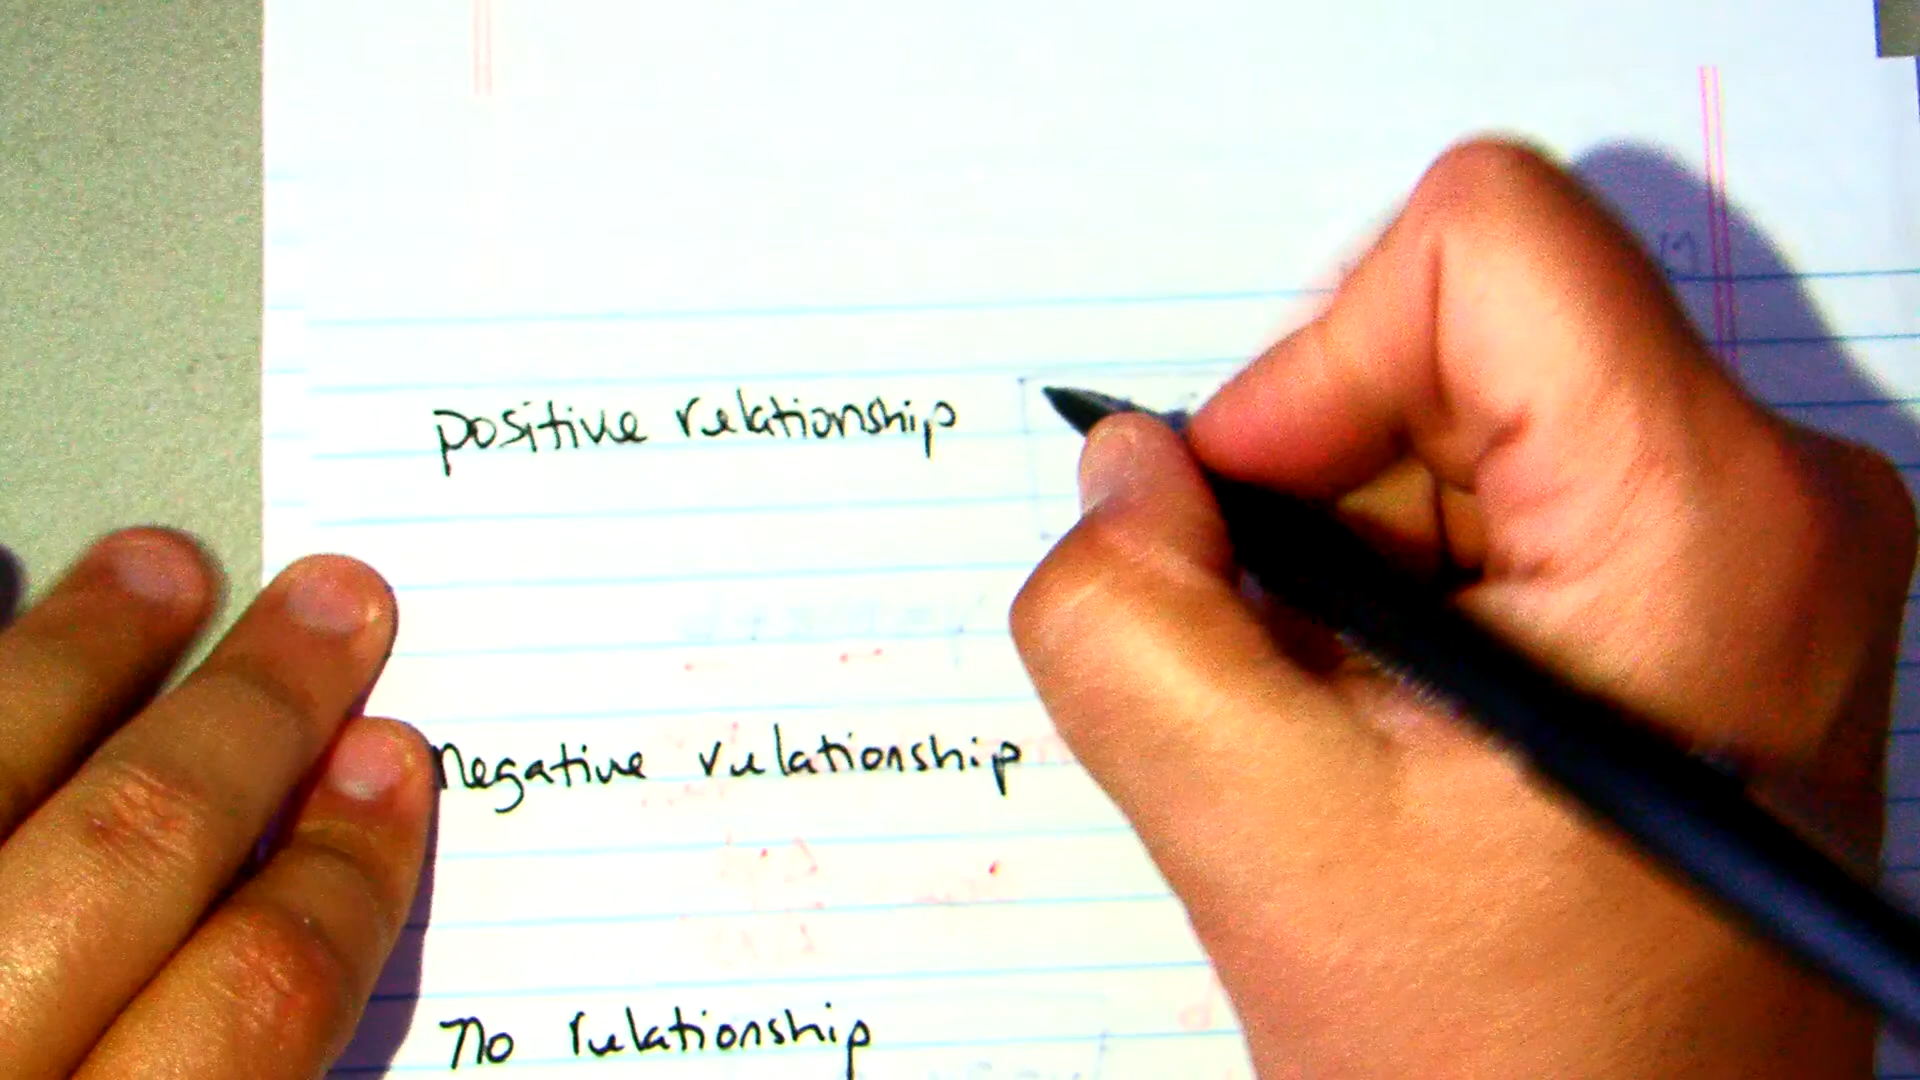 positive relationship
negative relationship
no relationship